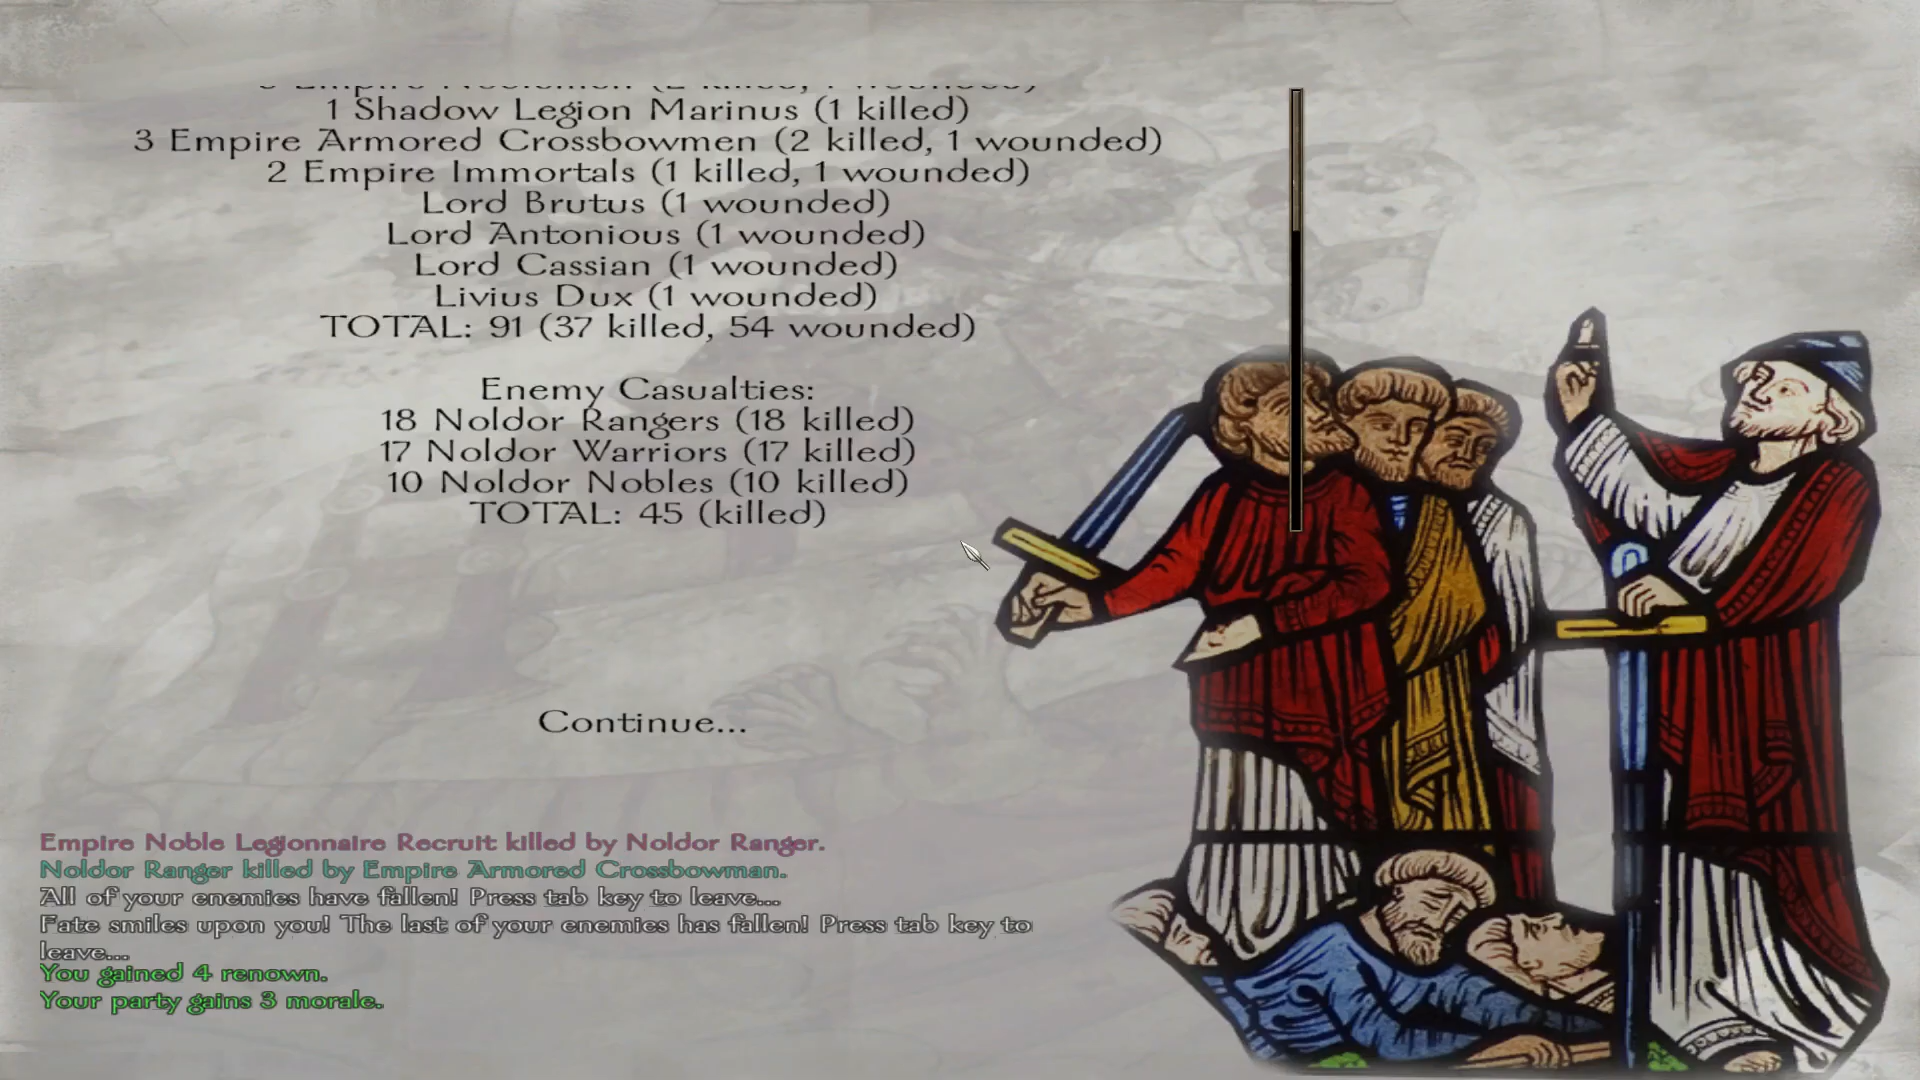 1 Shadow Legion Marinus (1 killed)
3 Empire Armored Crossbowmen (2 killed, 1 wounded)
2 Empire Immortals (1 killed, 1 wounded)
Lord Brutus (1 wounded)
Lord Antonious (1 wounded)
Lord Cassian (1 wounded)
Livius Dux (1 wounded)
TOTAL: 91 (37 killed, 54 wounded)
Enemy Casualties:
18 Noldor Rangers (18 killed)
17 Noldor Warriors (17 killed)
10 Noldor Nobles (10 killed)
TOTAL: 45 (killed)
Continue...
Empire Noble Legionnaire Recruit killed by Noldor Ranger.
Noldor Ranger killed by Empire Armored Crossbowman.
All of your enemies have fallen! Press tab key to leave...
Fate smiles upon you! The last of your enemies has fallen! Press tab key to
leave...
You gained 4 renown.
Your party gains 3 morale.